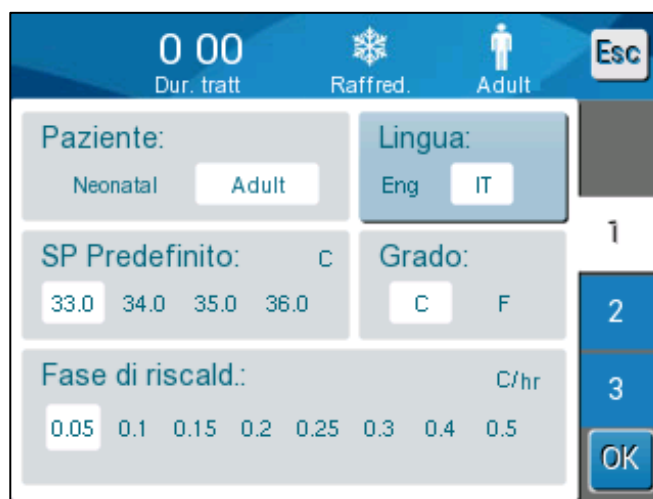 0 00
Dur. tratt
Raffred.
Adult
Esc
Paziente:
Neonatal Adult
Lingua:
Eng IT
SP Predefinito: C
33.0 34.0 35.0 36.0
Grado:
C F
Fase di riscald.: C/hr
0.05 0.1 0.15 0.2 0.25 0.3 0.4 0.5
1
2
3
OK